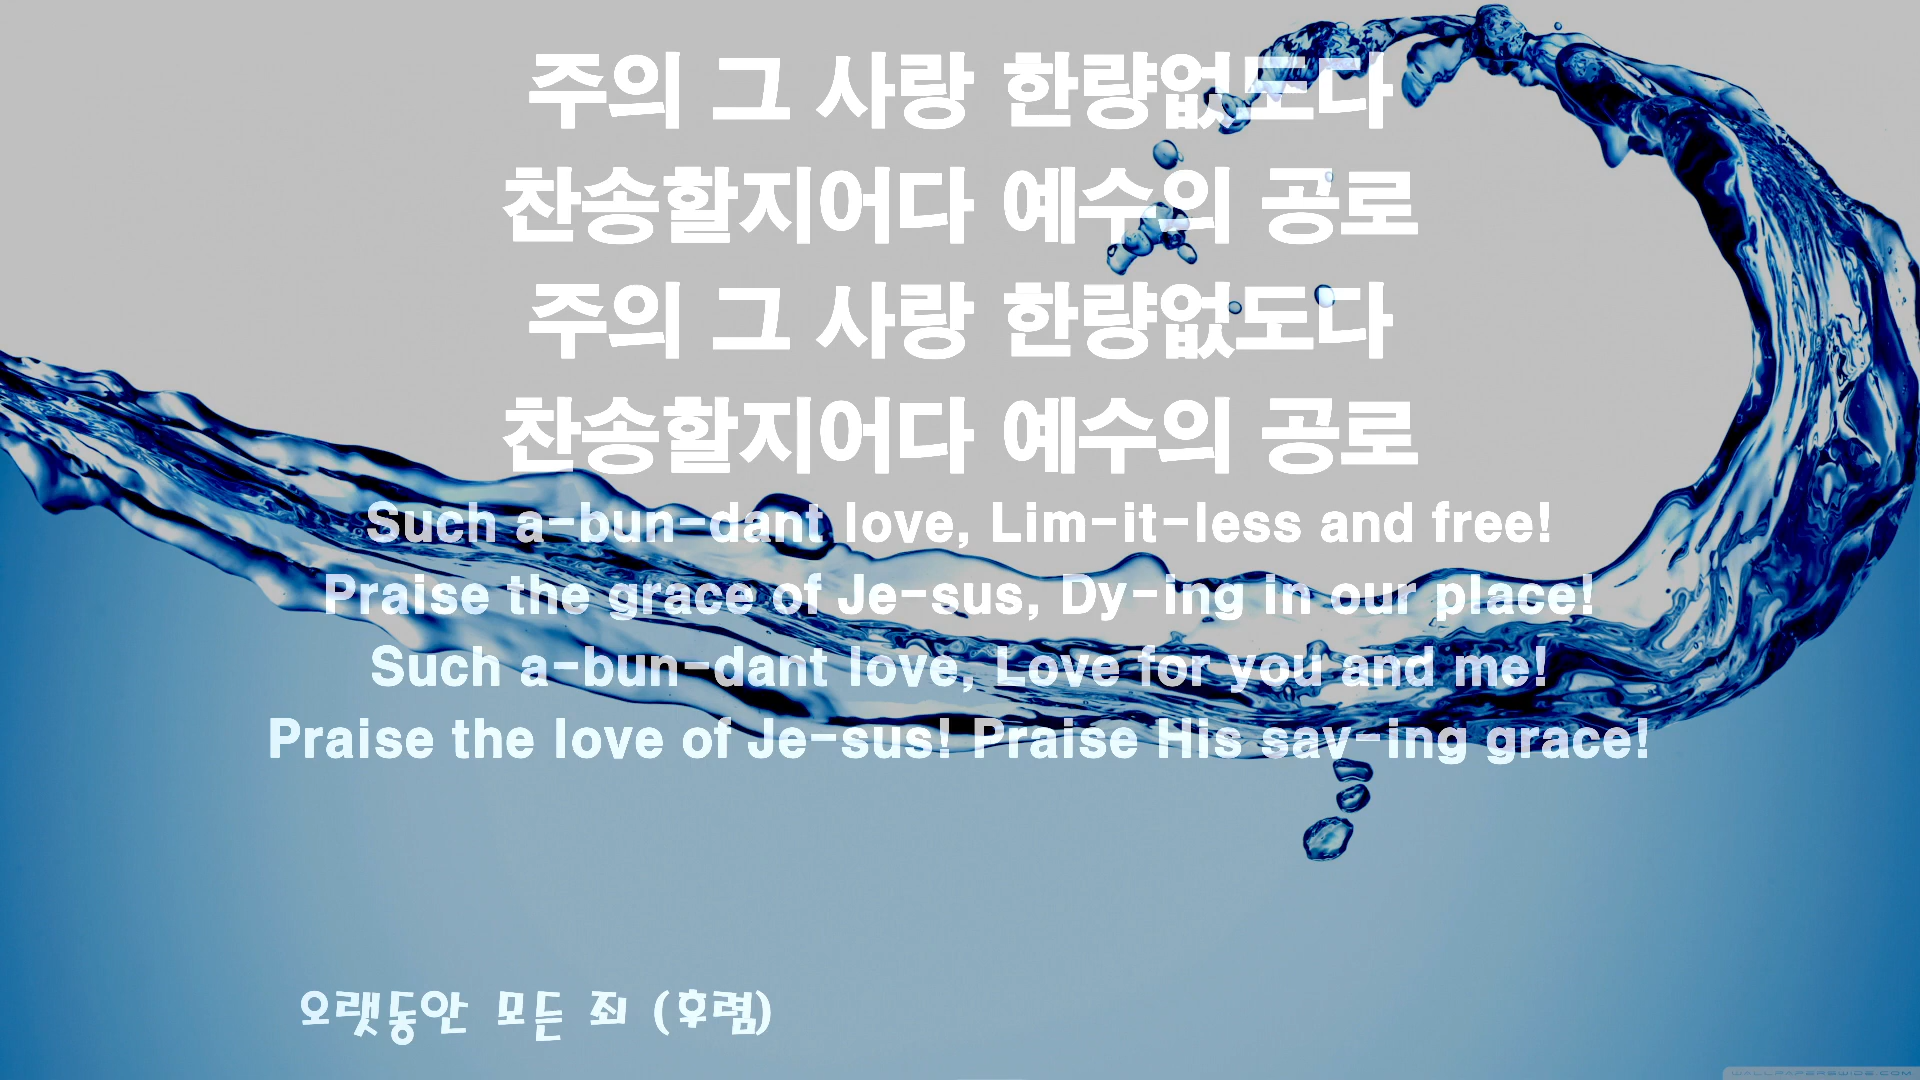 주의 그 사랑 한량없도다
찬송할지어다 예수의 공로
주의 그 사랑 한량없도다
찬송할지어다 예수의 공로
Such a-bun-dant love, Lim-it-less and free!
Praise the grace of Je-sus, Dy-ing in our place!
Such a-bun-dant love, Love for you and me!
Praise the love of Je-sus! Praise His sav-ing grace!
오랫동안 모든 죄 (후렴)
WALLPAPERSWIDE.COM